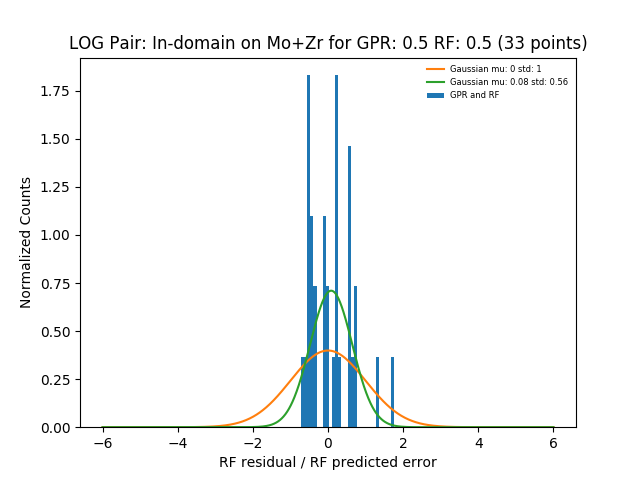 LOG Pair: In-domain on Mo+Zr for GPR: 0.5 RF: 0.5 (33 points)
Gaussian mu: 0 std: 1
Gaussian mu: 0.08 std: 0.56
GPR and RF
Normalized Counts
1.75
1.50
1.25
1.00
0.75
0.50
0.25
0.00
−6 −4 −2 0 2 4 6
RF residual / RF predicted error